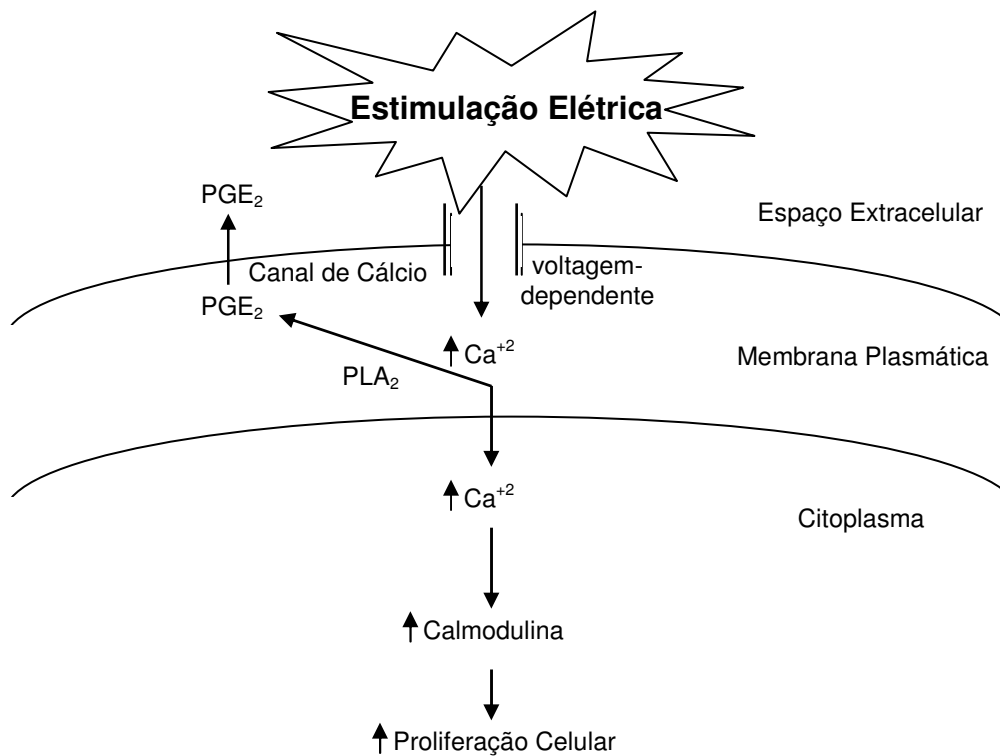 Estimulação Elétrica
PGE₂
Espaço Extracelular
Canal de Cálcio
voltagem-
dependente
PGE₂
Ca⁺²
Membrana Plasmática
PLA₂
Ca⁺²
Citoplasma
Calmodulina
Proliferação Celular